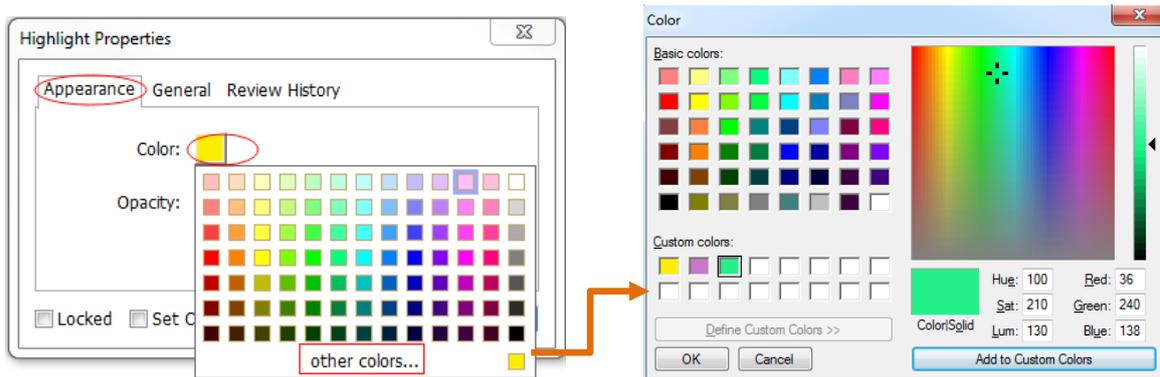 Highlight Properties
Appearance General Review History
Color:
Opacity:
Locked Set O
other colors...
Color
Basic colors:
Custom colors:
Define Custom Colors >>
OK Cancel
Color|Solid
Hue: 100 Red: 36
Sat: 210 Green: 240
Lum: 130 Blue: 138
Add to Custom Colors